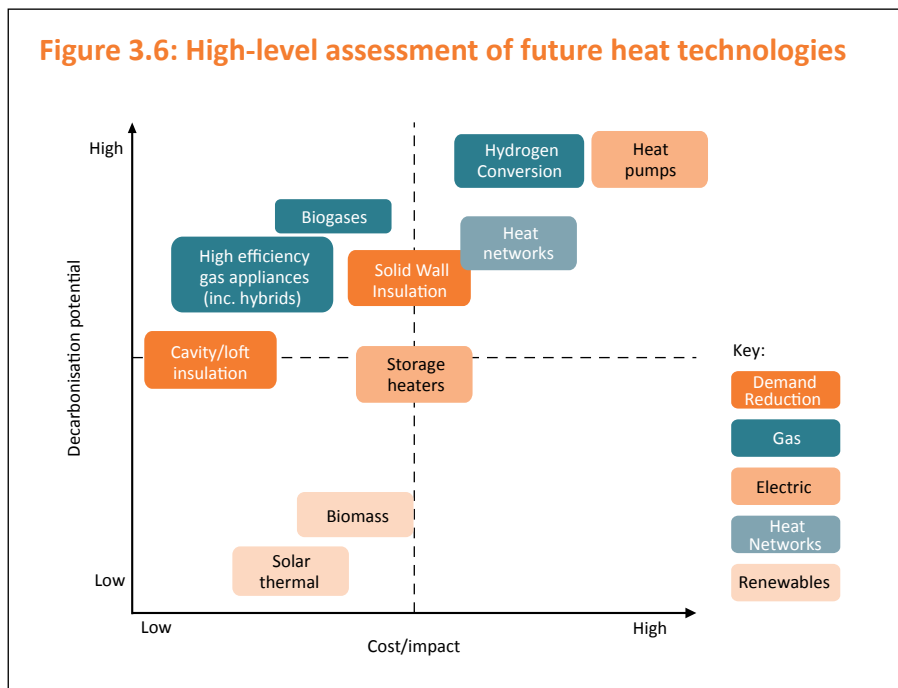 Figure 3.6: High-level assessment of future heat technologies
High
Hydrogen
Conversion
Heat
pumps
Biogases
Heat
networks
High efficiency
gas appliances
(inc. hybrids)
Solid Wall
Insulation
Cavity/loft
insulation
Storage
heaters
Biomass
Solar
thermal
Decarbonisation potential
Low
Low
Cost/impact
High
Key:
Demand
Reduction
Gas
Electric
Heat
Networks
Renewables